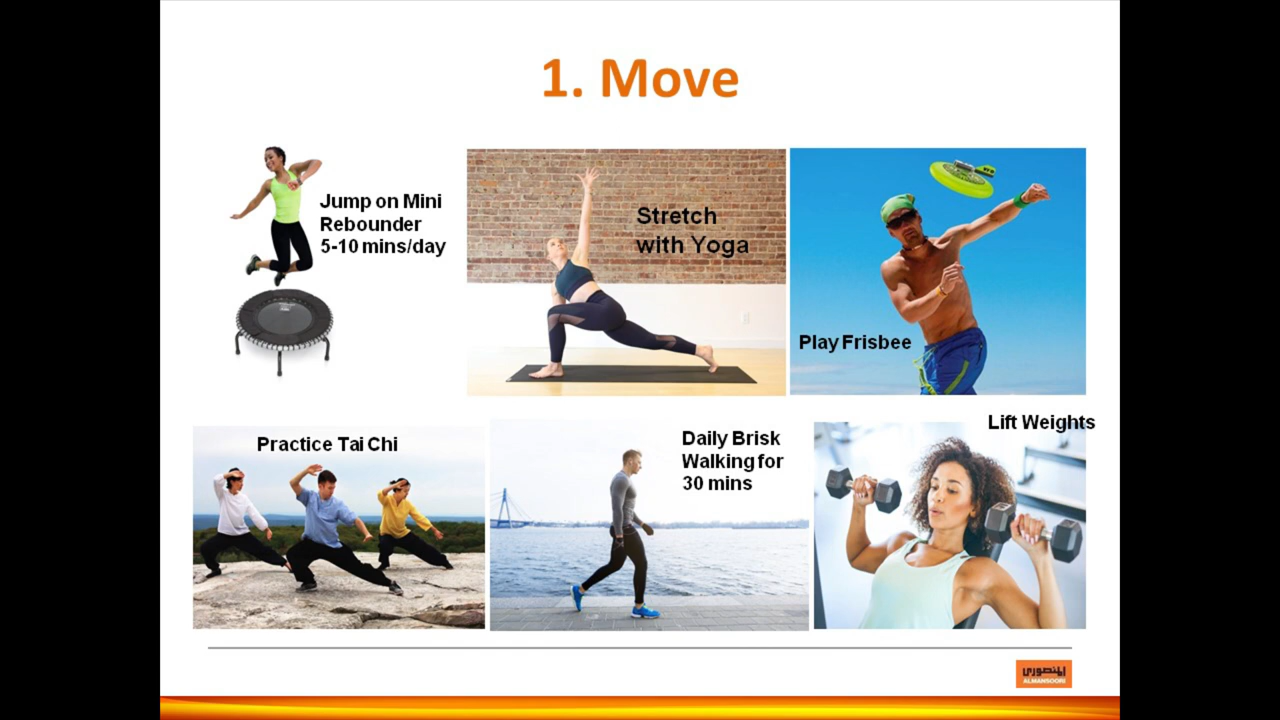 1. Move
Jump on Mini
Rebounder
5-10 mins/day
Stretch
with Yoga
Play Frisbee
Practice Tai Chi
Daily Brisk
Walking for
30 mins
Lift Weights
المنصوري
ALMANSOORI